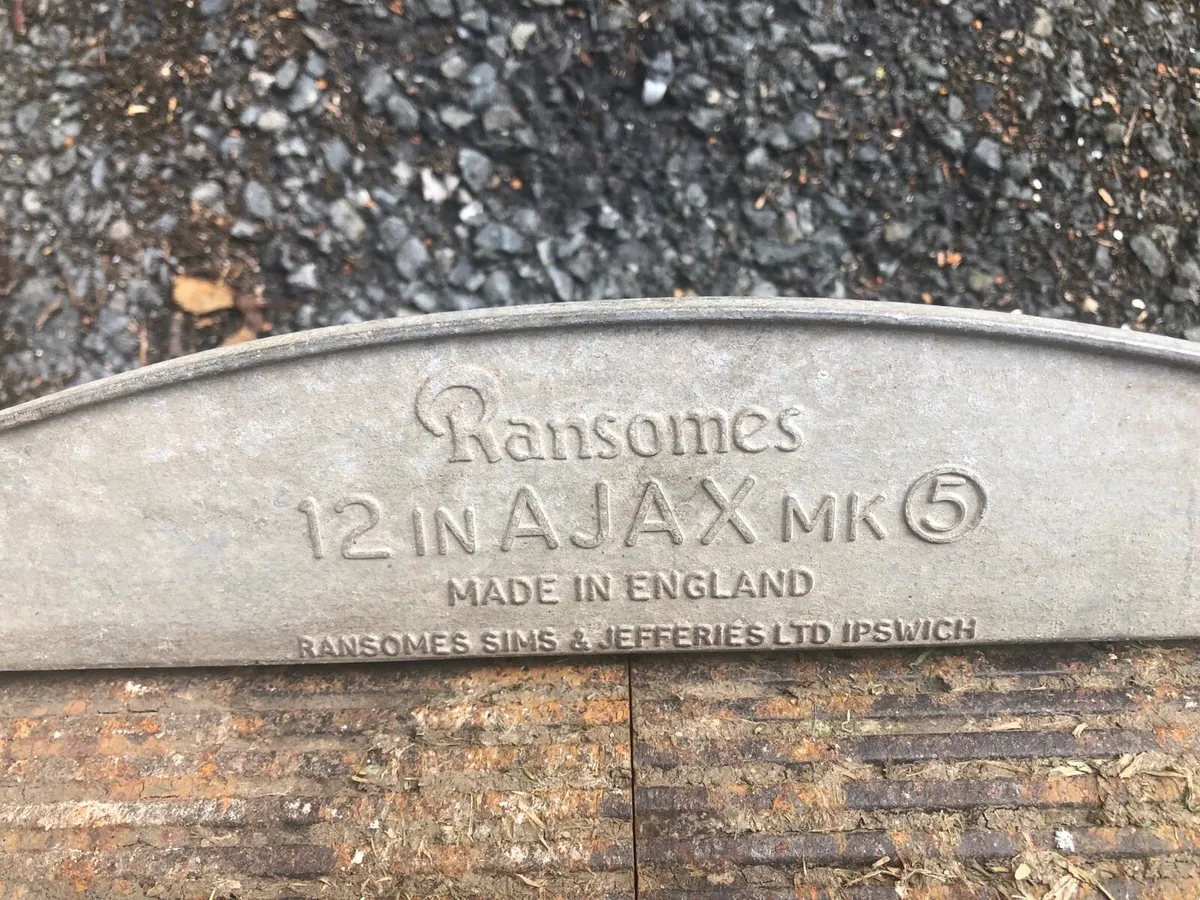 Ransomes
12 IN AJAX MK 5
MADE IN ENGLAND
RANSOMES SIMS & JEFFERIES LTD IPSWICH